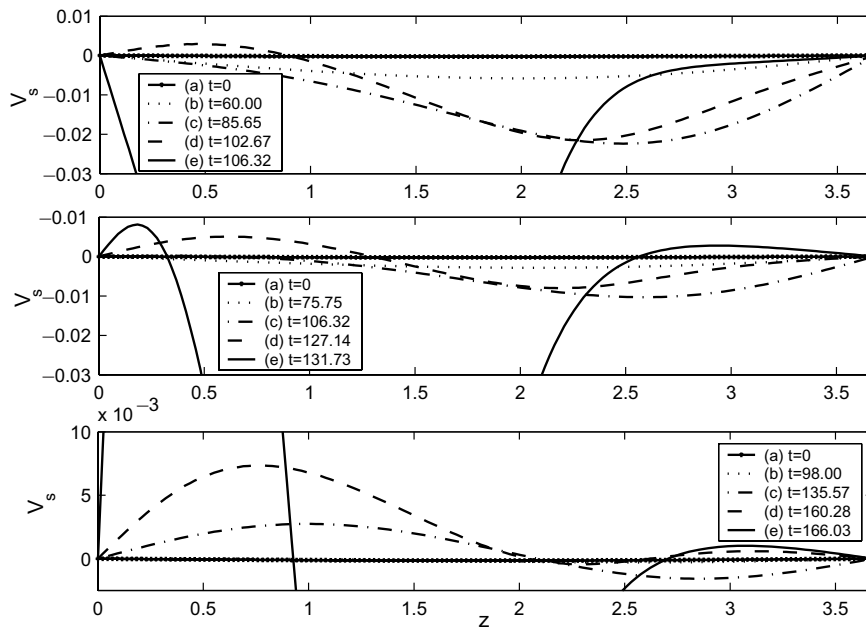 0.01
0
−0.01
−0.02
−0.03
V_s
(a) t=0
(b) t=60.00
(c) t=85.65
(d) t=102.67
(e) t=106.32
0 0.5 1 1.5 2 2.5 3 3.5
−0.01
0
−0.01
−0.02
−0.03
V_s
(a) t=0
(b) t=75.75
(c) t=106.32
(d) t=127.14
(e) t=131.73
0 0.5 1 1.5 2 2.5 3 3.5
x 10^−3
10
5
0
V_s
(a) t=0
(b) t=98.00
(c) t=135.57
(d) t=160.28
(e) t=166.03
0 0.5 1 1.5 2 2.5 3 3.5
z